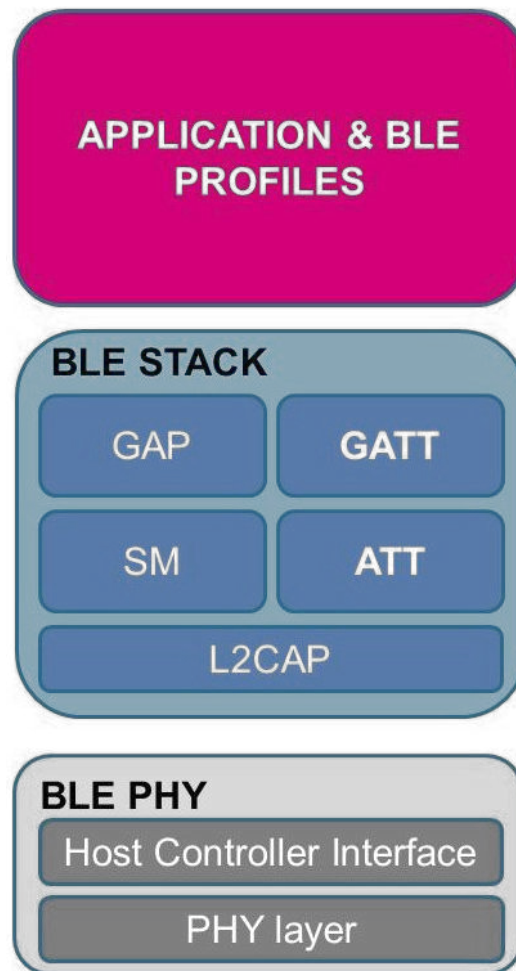 APPLICATION & BLE
PROFILES
BLE STACK
GAP
GATT
SM
ATT
L2CAP
BLE PHY
Host Controller Interface
PHY layer